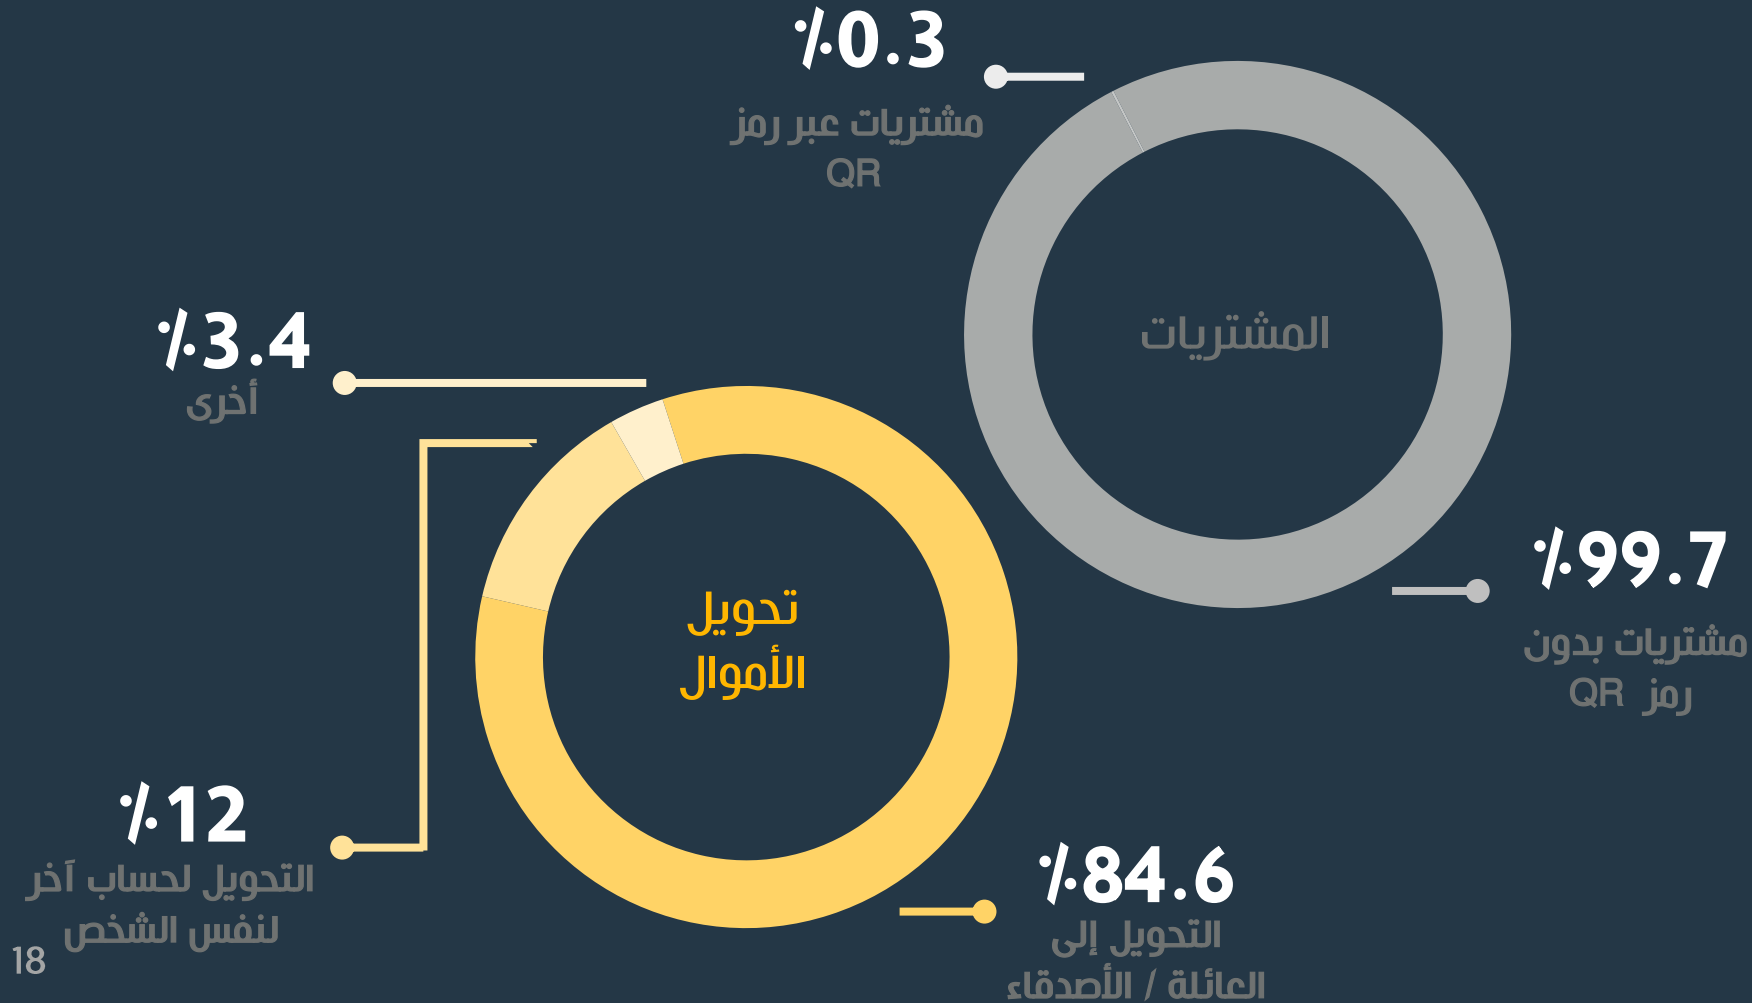 ٪0.3
مشتريات عبر رمز
QR
المشتريات
٪99.7
مشتريات بدون
رمز QR
٪3.4
أخرى
تحويل
الأموال
٪12
التحويل لحساب آخر
لنفس الشخص
٪84.6
التحويل إلى
العائلة / الأصدقاء
18